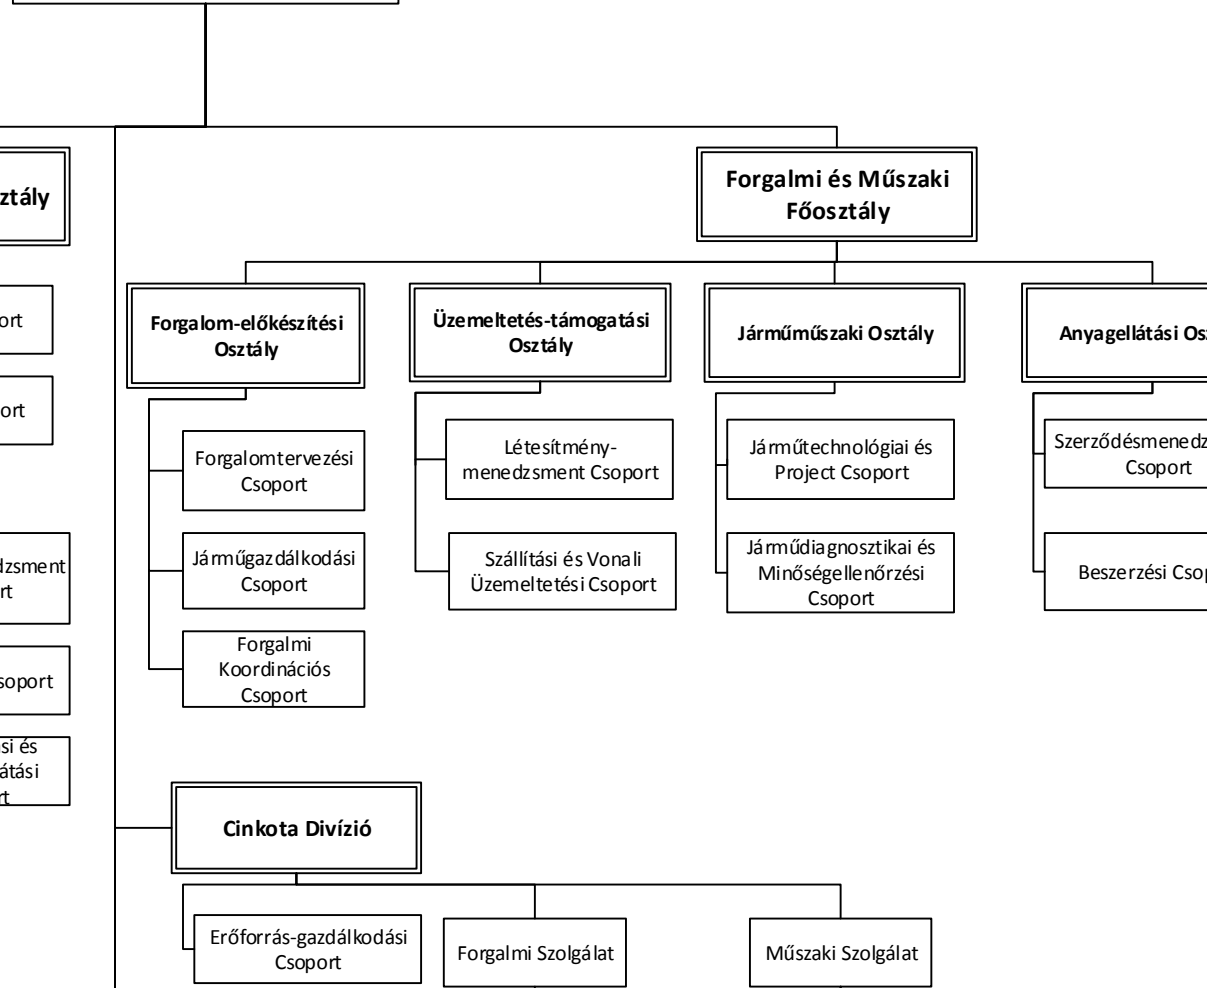 Forgalmi és Műszaki
Főosztály
Forgalom-előkészítési
Osztály
Üzemeltetés-támogatási
Osztály
Járműműszaki Osztály
Anyagellátási
Forgalomtervezési
Csoport
Járműgazdálkodási
Csoport
Forgalmi
Koordinációs
Csoport
Létesítmény-
menedzsment Csoport
Szállítási és Vonali
Üzemeltetési Csoport
Járműtechnológiai és
Project Csoport
Járműdiagnosztikai és
Minőségellenőrzési
Csoport
Csoport
Beszerzési
Cinkota Divízió
Erőforrás-gazdálkodási
Csoport
Forgalmi Szolgálat
Műszaki Szolgálat